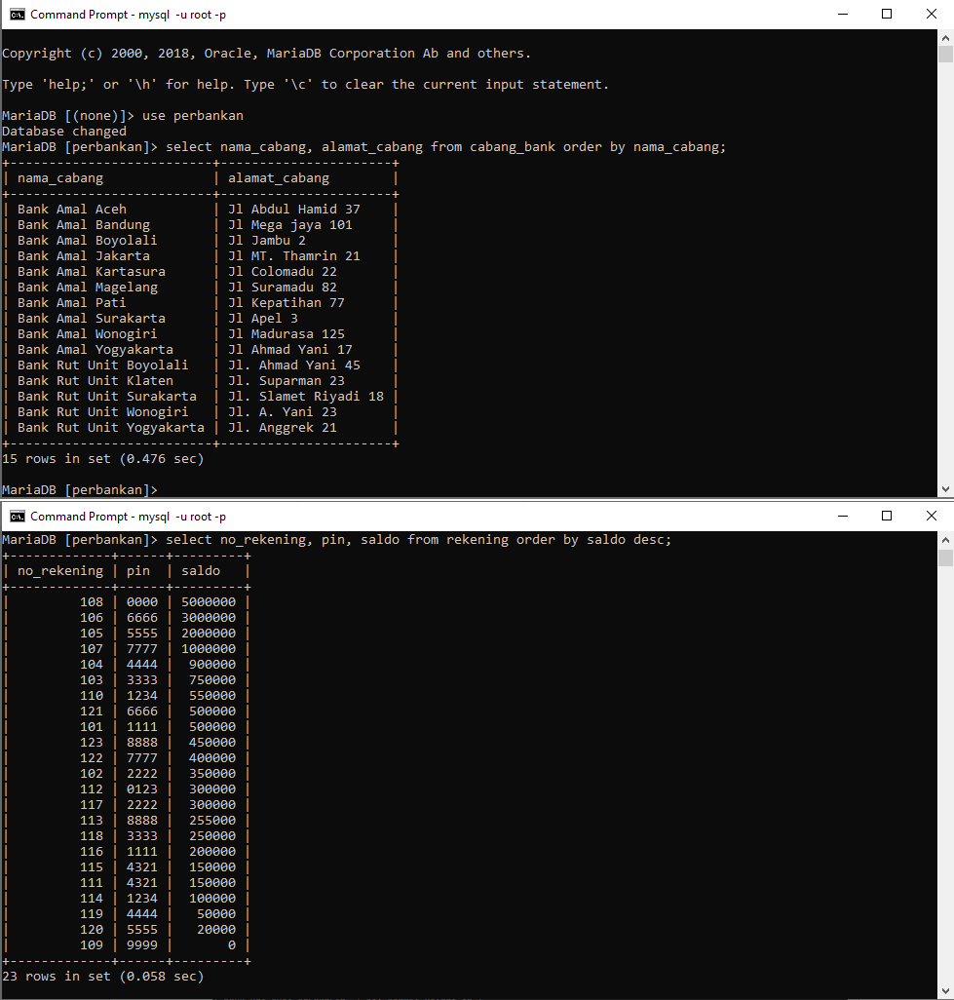 Command Prompt - mysql  -u root -p
Copyright (c) 2000, 2018, Oracle, MariaDB Corporation Ab and others.
Type 'help;' or '\h' for help. Type '\c' to clear the current input statement.
MariaDB [(none)]> use perbankan
Database changed
MariaDB [perbankan]> select nama_cabang, alamat_cabang from cabang_bank order by nama_cabang;
+--------------------------+----------------------+
| nama_cabang              | alamat_cabang        |
+--------------------------+----------------------+
| Bank Amal Aceh           | Jl Abdul Hamid 37    |
| Bank Amal Bandung        | Jl Mega jaya 101     |
| Bank Amal Boyolali       | Jl Jambu 2           |
| Bank Amal Jakarta        | Jl MT. Thamrin 21    |
| Bank Amal Kartasura      | Jl Colomadu 22       |
| Bank Amal Magelang       | Jl Suramadu 82       |
| Bank Amal Pati           | Jl Kepatihan 77      |
| Bank Amal Surakarta      | Jl Apel 3            |
| Bank Amal Wonogiri       | Jl Madurasa 125      |
| Bank Amal Yogyakarta     | Jl Ahmad Yani 17     |
| Bank Rut Unit Boyolali   | Jl. Ahmad Yani 45    |
| Bank Rut Unit Klaten     | Jl. Suparman 23      |
| Bank Rut Unit Surakarta  | Jl. Slamet Riyadi 18 |
| Bank Rut Unit Wonogiri   | Jl. A. Yani 23       |
| Bank Rut Unit Yogyakarta | Jl. Anggrek 21       |
+--------------------------+----------------------+
15 rows in set (0.476 sec)
MariaDB [perbankan]>
Command Prompt - mysql  -u root -p
MariaDB [perbankan]> select no_rekening, pin, saldo from rekening order by saldo desc;
+-------------+------+---------+
| no_rekening | pin  | saldo   |
+-------------+------+---------+
|         108 | 0000 | 5000000 |
|         106 | 6666 | 3000000 |
|         105 | 5555 | 2000000 |
|         107 | 7777 | 1000000 |
|         104 | 4444 |  900000 |
|         103 | 3333 |  750000 |
|         110 | 1234 |  550000 |
|         121 | 6666 |  500000 |
|         101 | 1111 |  500000 |
|         123 | 8888 |  450000 |
|         122 | 7777 |  400000 |
|         102 | 2222 |  350000 |
|         112 | 0123 |  300000 |
|         117 | 2222 |  300000 |
|         113 | 8888 |  255000 |
|         118 | 3333 |  250000 |
|         116 | 1111 |  200000 |
|         115 | 4321 |  150000 |
|         111 | 4321 |  150000 |
|         114 | 1234 |  100000 |
|         119 | 4444 |   50000 |
|         120 | 5555 |   20000 |
|         109 | 9999 |       0 |
+-------------+------+---------+
23 rows in set (0.058 sec)